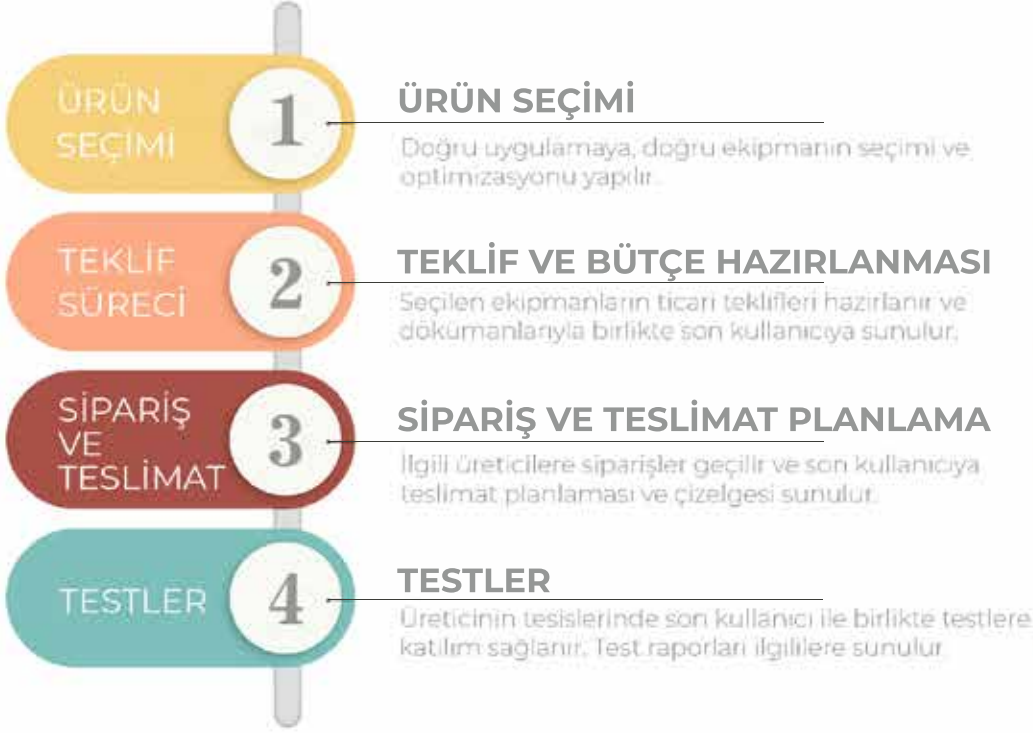 ÜRÜN
SEÇİMİ
1
ÜRÜN SEÇİMİ
Doğru uygulamaya, doğru ekipmanın seçimi ve
optimizasyonu yapılır.
TEKLİF
SÜRECİ
2
TEKLİF VE BÜTÇE HAZIRLANMASI
Seçilen ekipmanların ticari teklifleri hazırlanır ve
dökümanlarıyla birlikte son kullanıcıya sunulur.
SİPARİŞ
VE
TESLİMAT
3
SİPARİŞ VE TESLİMAT PLANLAMA
İlgili üreticilere siparişler geçilir ve son kullanıcıya
teslimat planlaması ve çizelgesi sunulur.
TESTLER
4
TESTLER
Üreticinin tesislerinde son kullanıcı ile birlikte testlere
katılım sağlanır. Test raporları ilgililere sunulur.